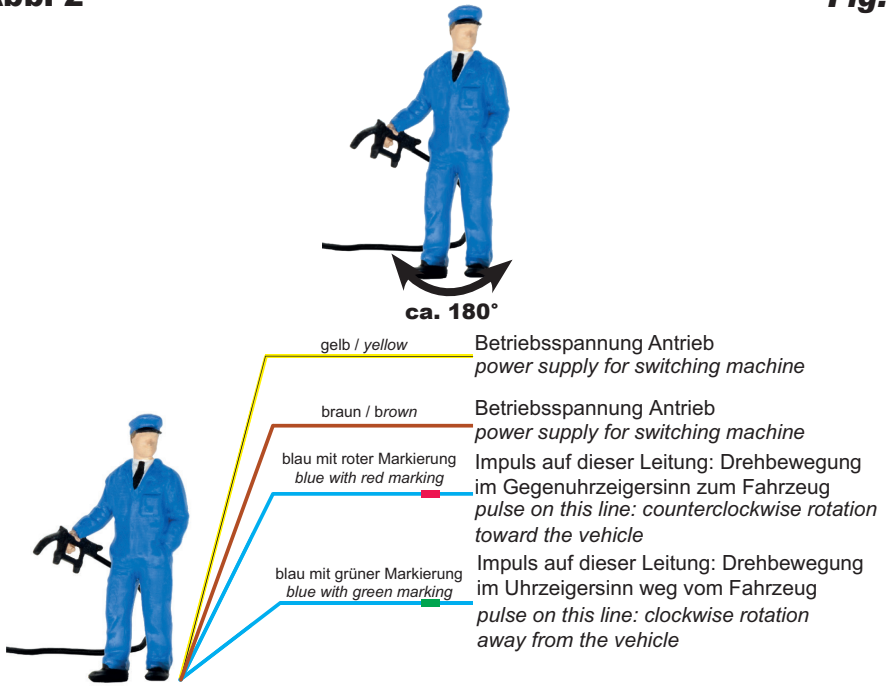 Fig.
ca. 180°
gelb / yellow
Betriebsspannung Antrieb
power supply for switching machine
braun / brown
Betriebsspannung Antrieb
power supply for switching machine
blau mit roter Markierung
blue with red marking
Impuls auf dieser Leitung: Drehbewegung
im Gegenuhrzeigersinn zum Fahrzeug
pulse on this line: counterclockwise rotation
toward the vehicle
blau mit grüner Markierung
blue with green marking
Impuls auf dieser Leitung: Drehbewegung
im Uhrzeigersinn weg vom Fahrzeug
pulse on this line: clockwise rotation
away from the vehicle